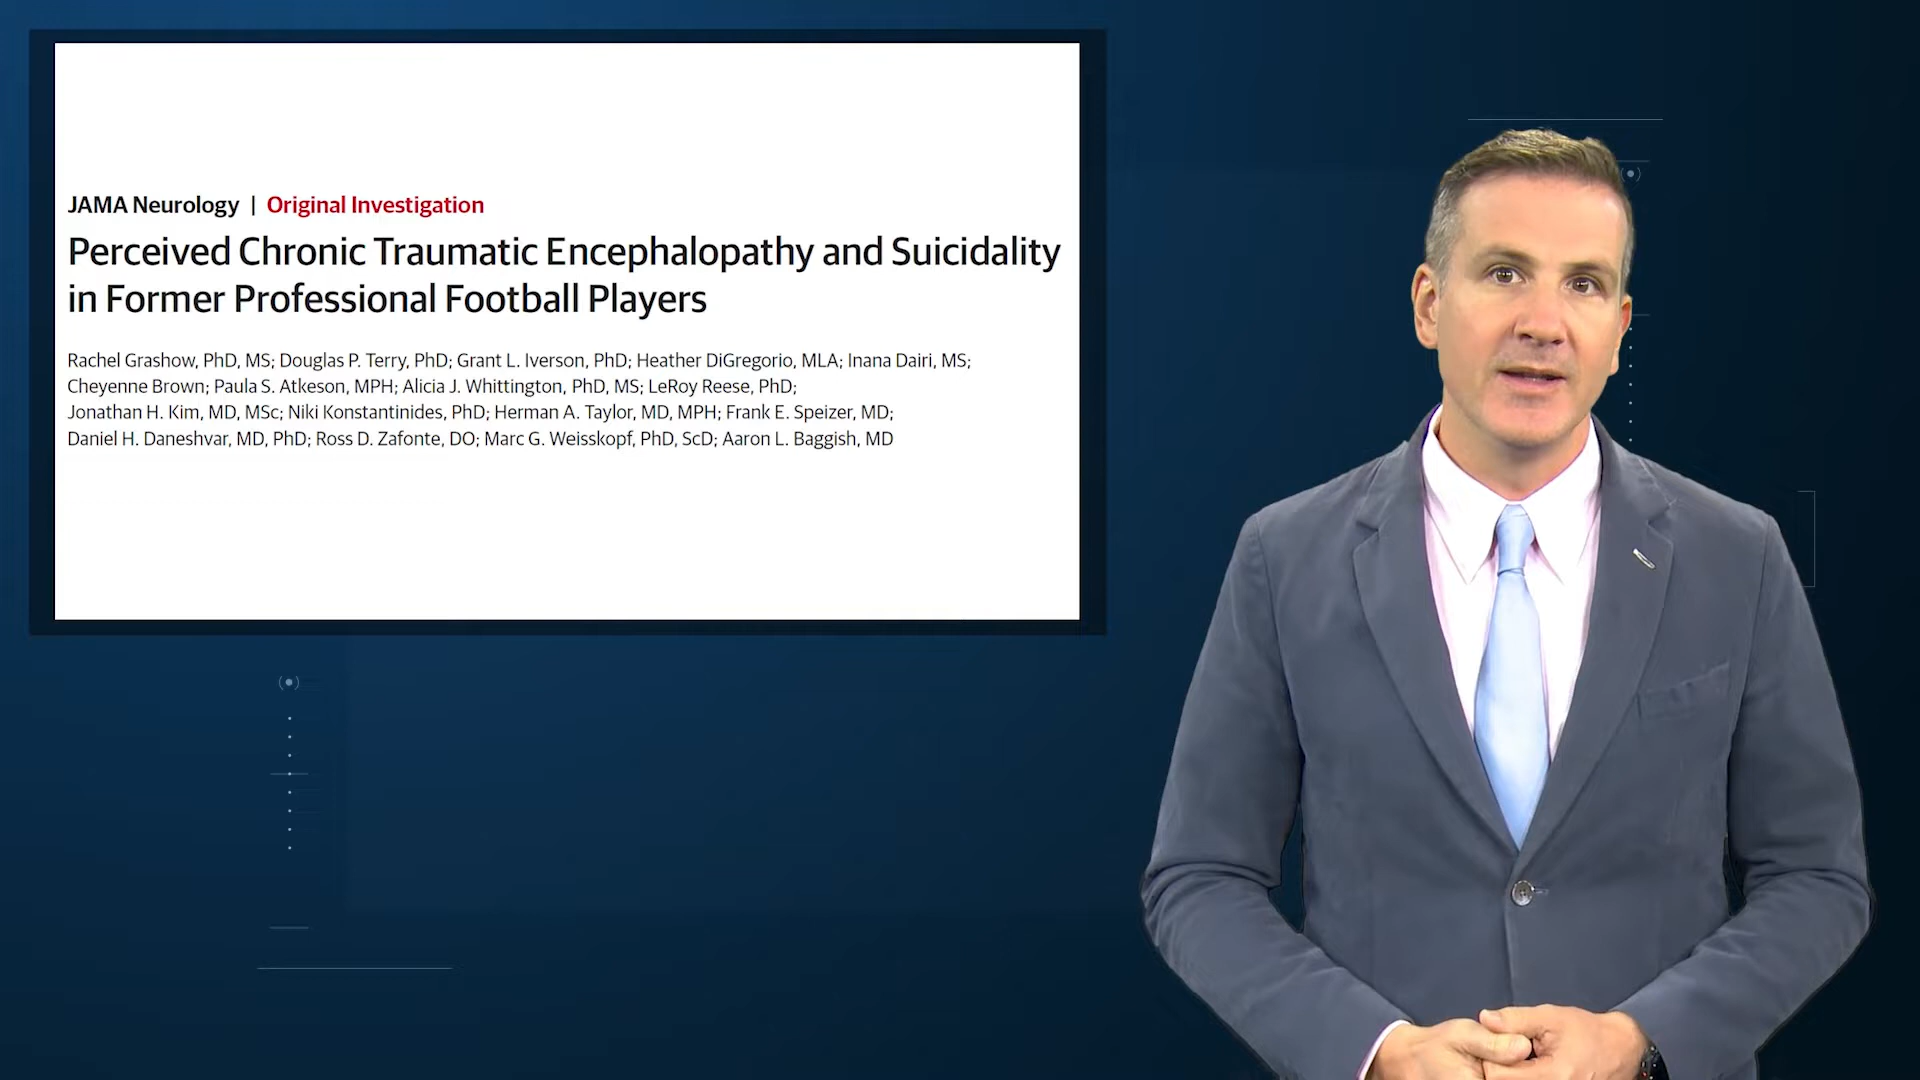 JAMA Neurology | Original Investigation
Perceived Chronic Traumatic Encephalopathy and Suicidality
in Former Professional Football Players
Rachel Grashow, PhD, MS; Douglas P. Terry, PhD; Grant L. Iverson, PhD; Heather DiGregorio, MLA; Inana Dairi, MS;
Cheyenne Brown; Paula S. Atkeson, MPH; Alicia J. Whittington, PhD, MS; LeRoy Reese, PhD;
Jonathan H. Kim, MD, MSc; Niki Konstantinides, PhD; Herman A. Taylor, MD, MPH; Frank E. Speizer, MD;
Daniel H. Daneshvar, MD, PhD; Ross D. Zafonte, DO; Marc G. Weisskopf, PhD, ScD; Aaron L. Baggish, MD